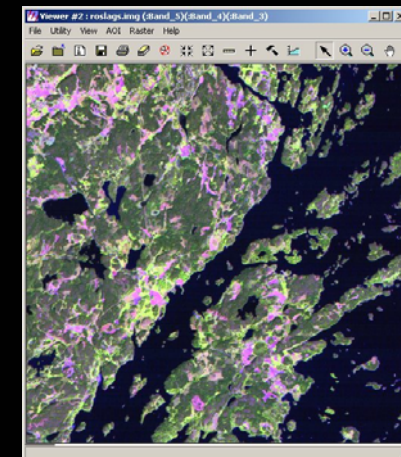 Viewer #2 : roslags.img (:Band_5)(:Band_4)(:Band_3)
File Utility View AOI Raster Help